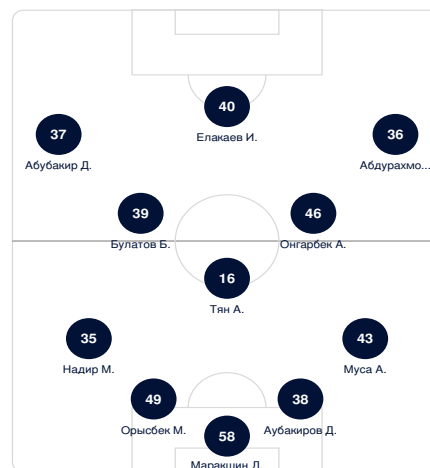 40
Елакаев И.
37
Абубакир Д.
36
Абдурахмо...
39
Булатов Б.
46
Онгарбек А.
16
Тян А.
35
Надир М.
43
Муса А.
49
Орысбек М.
38
Аубакиров Д.
58
Маракшин Д.